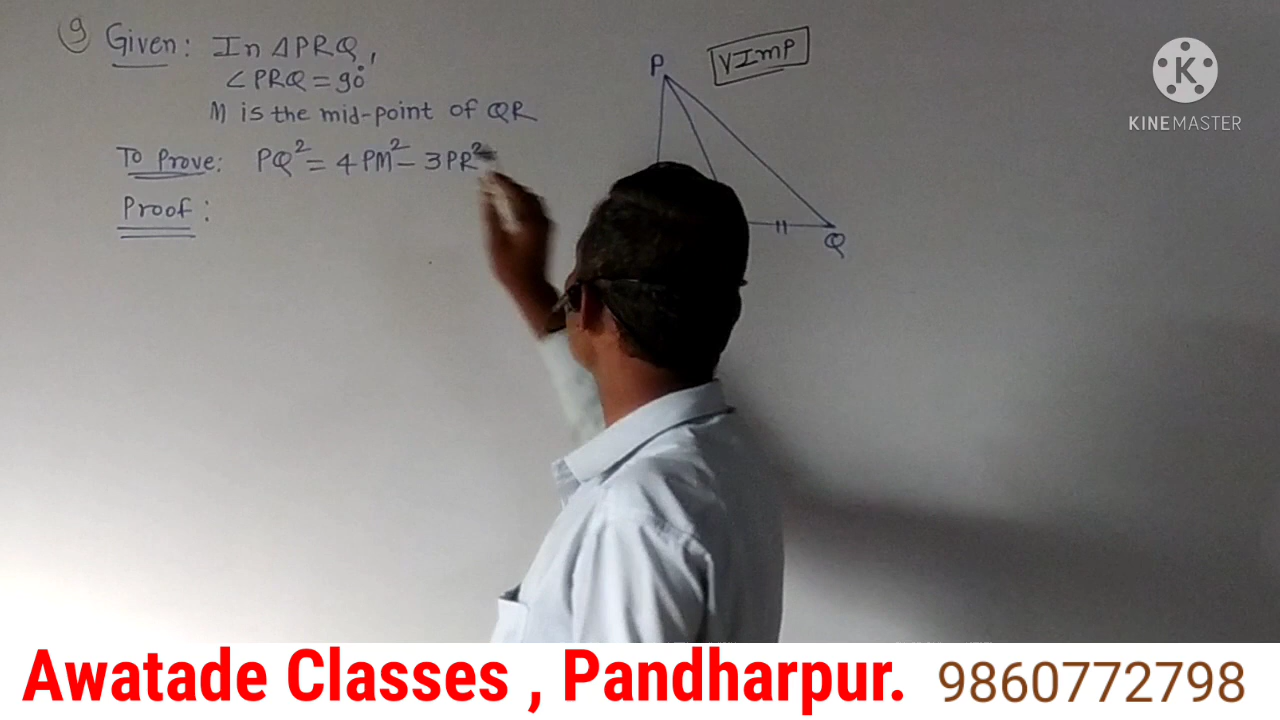 9 Given: In ΔPRQ,
∠PRQ = 90°
M is the mid-point of QR
To Prove: PQ² = 4PM² - 3PR²
Proof:
P
VImP
Q
K
KINEMASTER
Awatade Classes , Pandharpur. 9860772798